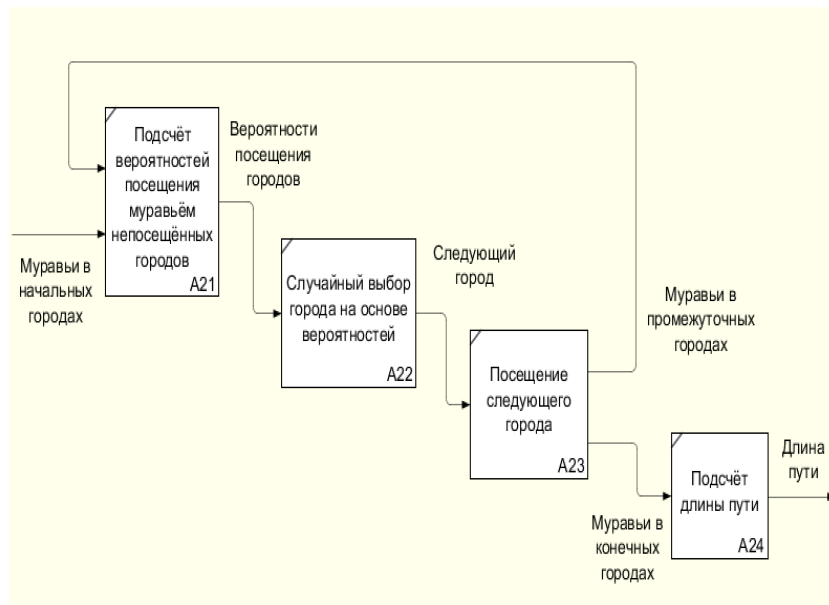 Подсчёт
вероятностей
посещения
муравьём
непосещённых
городов
A21
Вероятности
посещения
городов
Муравьи в
начальных
городах
Случайный выбор
города на основе
вероятностей
A22
Следующий
город
Посещение
следующего
города
A23
Муравьи в
промежуточных
городах
Муравьи в
конечных
городах
Подсчёт
длины пути
A24
Длина
пути